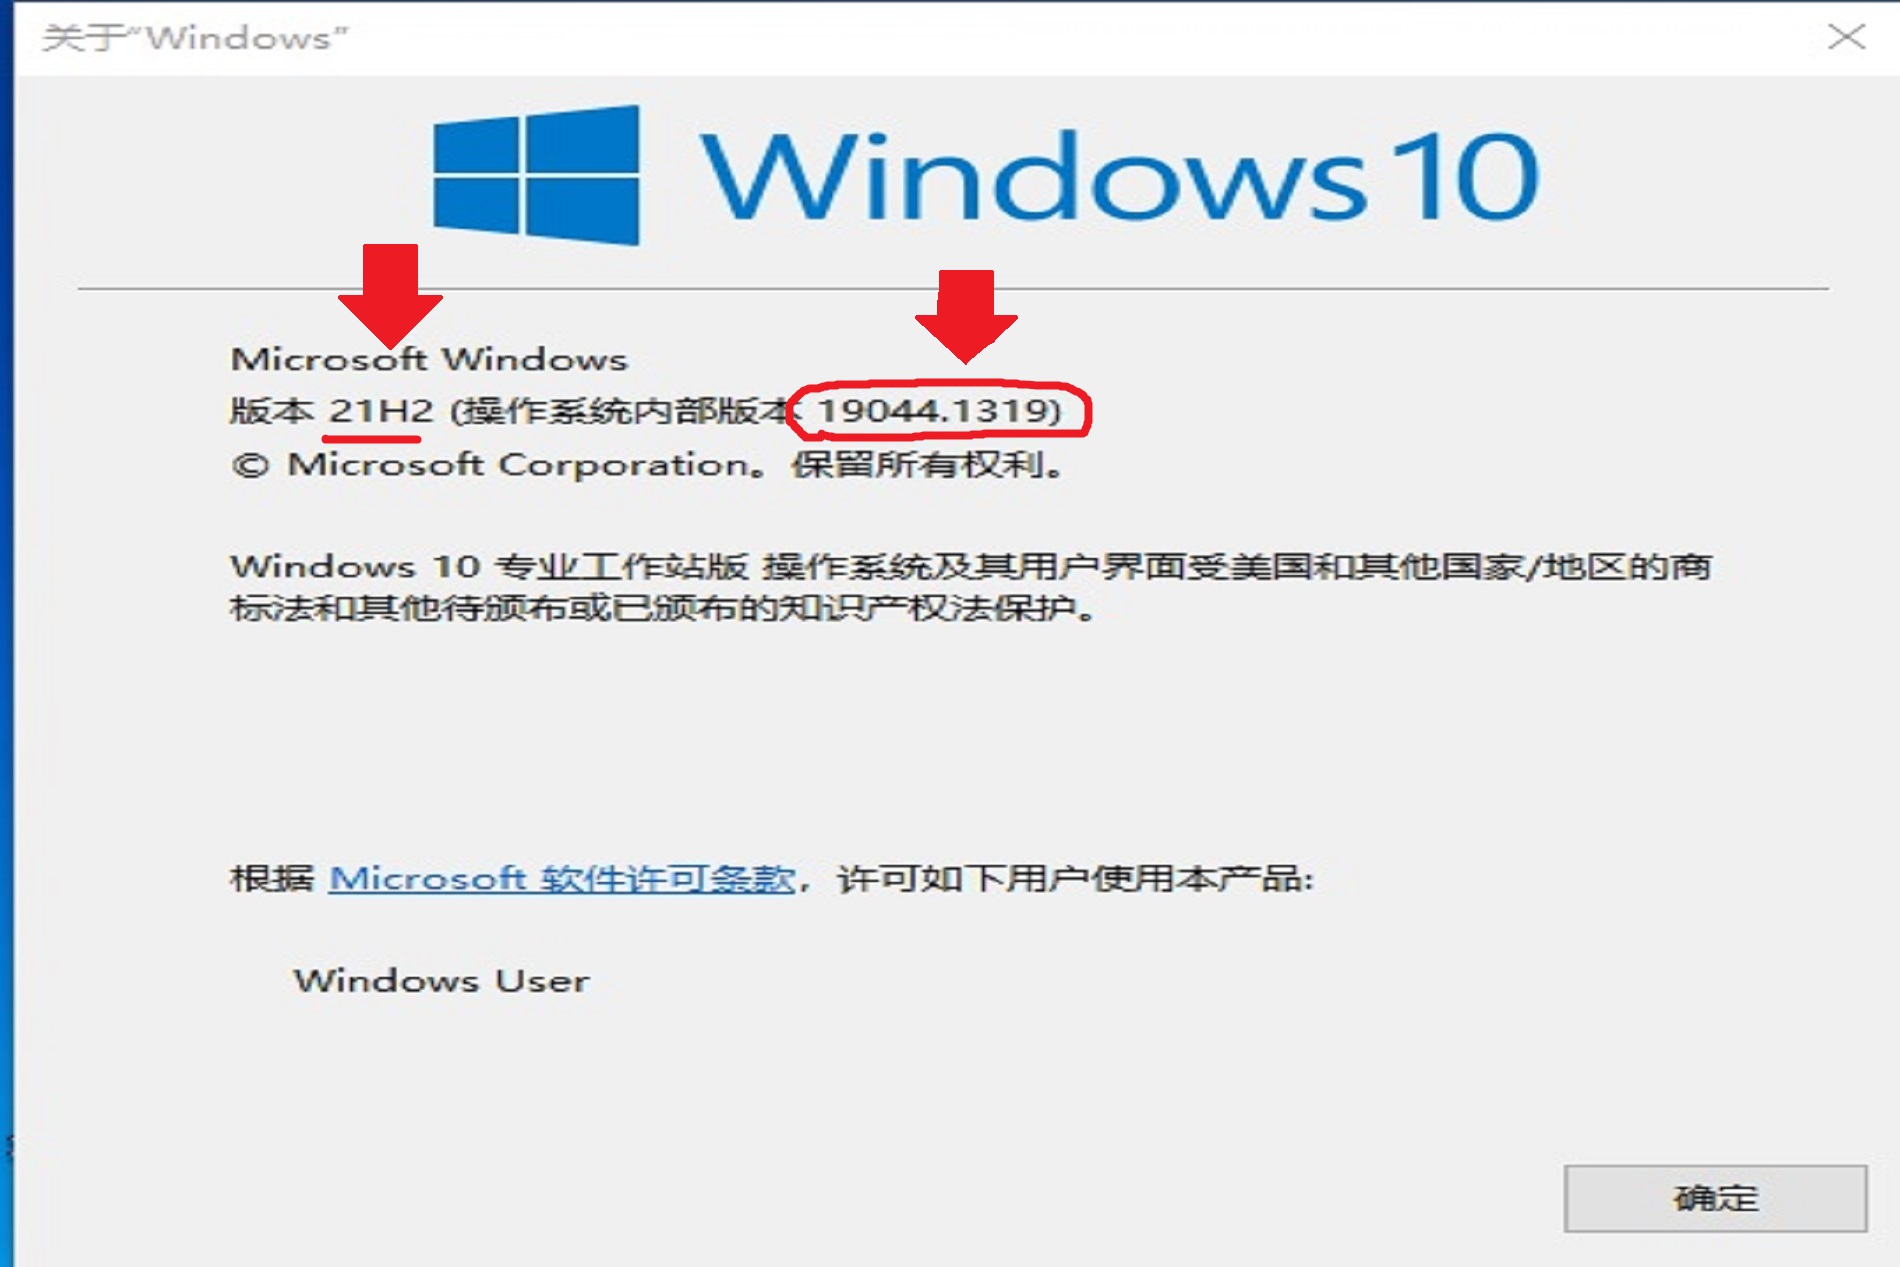 关于“Windows”
Windows 10
Microsoft Windows
版本 21H2 (操作系统内部版本 19044.1319)
© Microsoft Corporation。保留所有权利。
Windows 10 专业工作站版 操作系统及其用户界面受美国和其他国家/地区的商
标法和其他待颁布或已颁布的知识产权法保护。
根据 Microsoft 软件许可条款，许可如下用户使用本产品:
Windows User
确定